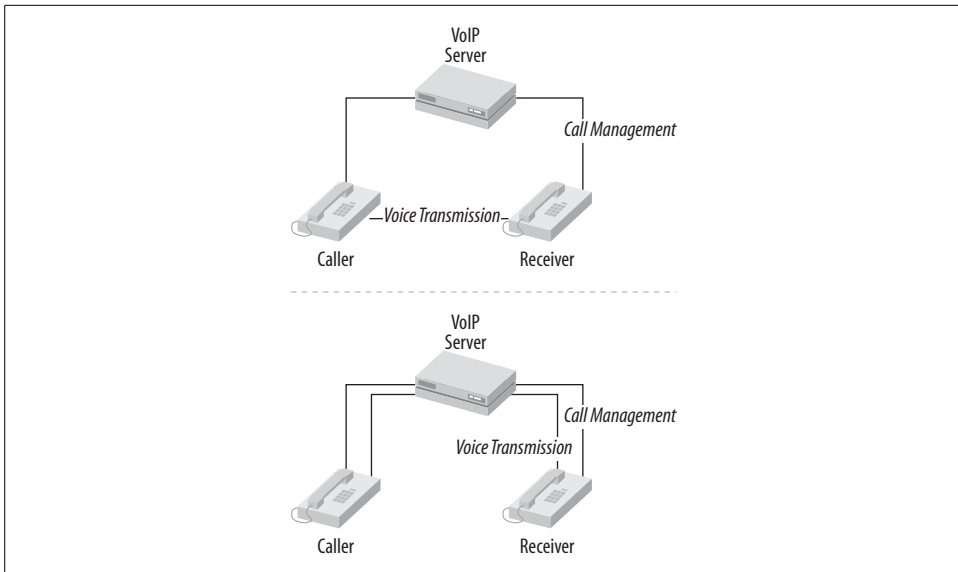 VoIP
Server
Call Management
Voice Transmission
Caller
Receiver
VoIP
Server
Call Management
Voice Transmission
Caller
Receiver